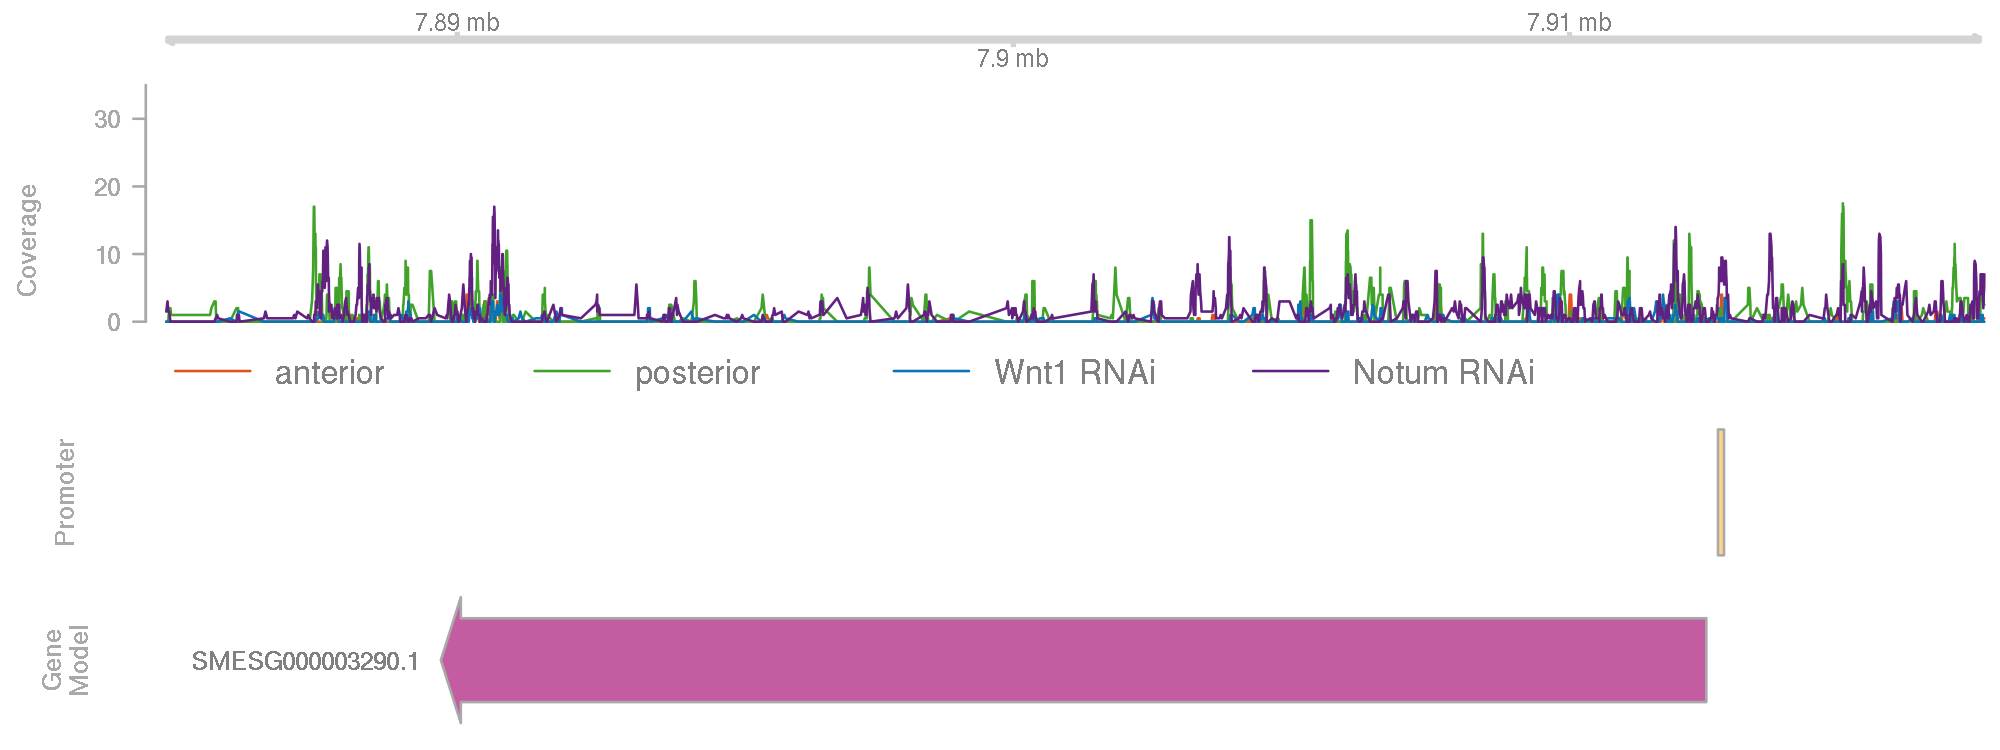 7.89 mb
7.91 mb
7.9 mb
Coverage
30
20
10
0
anterior
posterior
Wnt1 RNAi
Notum RNAi
Promoter
Gene
Model
SMESG000003290.1